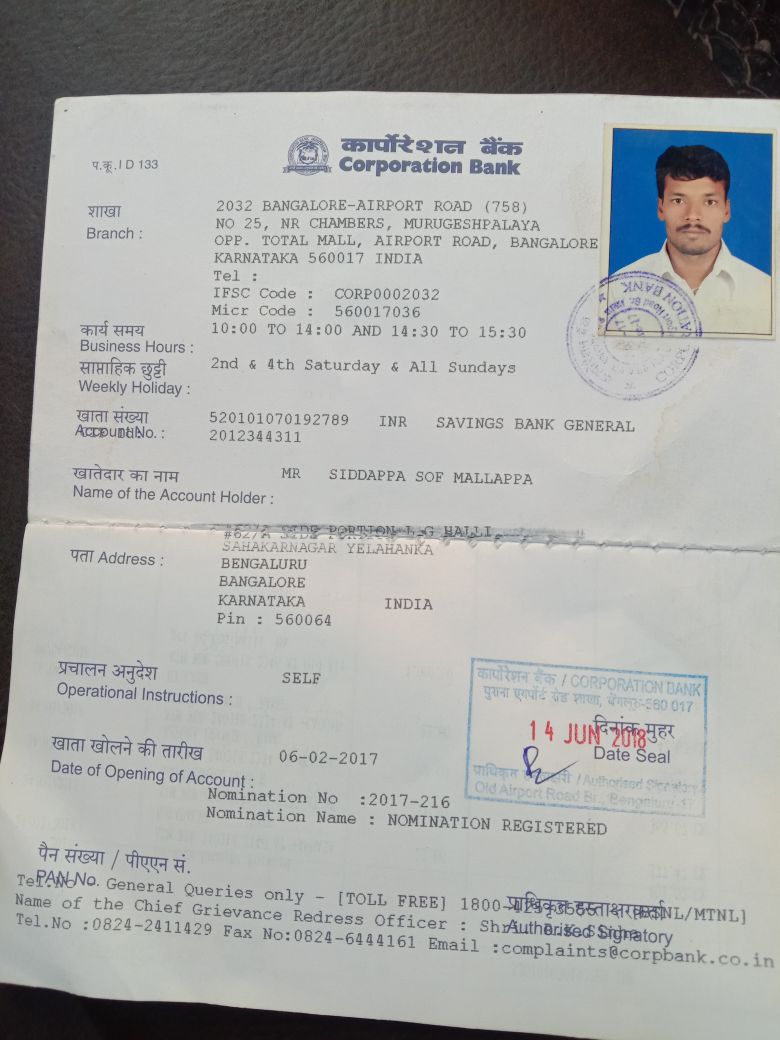 कार्पोरेशन बैंक
Corporation Bank
प.कू.ID 133
शाखा
Branch :
2032 BANGALORE-AIRPORT ROAD (758)
NO 25, NR CHAMBERS, MURUGESHPALAYA
OPP. TOTAL MALL, AIRPORT ROAD, BANGALORE
KARNATAKA 560017 INDIA
Tel :
IFSC Code : CORP0002032
Micr Code : 560017036
कार्य समय
Business Hours :
10:00 TO 14:00 AND 14:30 TO 15:30
साप्ताहिक छुट्टी
Weekly Holiday :
2nd & 4th Saturday & All Sundays
खाता संख्या
Account No. :
520101070192789 INR SAVINGS BANK GENERAL
2012344311
खातेदार का नाम
Name of the Account Holder :
MR SIDDAPPA SOF MALLAPPA
पता Address :
#62/A SIDE PORTION L G HALLI
SAHAKARNAGAR YELAHANKA
BENGALURU
BANGALORE
KARNATAKA INDIA
Pin : 560064
प्रचालन अनुदेश
Operational Instructions :
SELF
कार्पोरेशन बैंक / CORPORATION BANK
पुराना एयरपोर्ट रोड शाखा, बेंगलूरु-560 017
14 JUN 2018
दिनांक मुहर
Date Seal
/ Authorised Signatory
Old Airport Road Br., Bengaluru-17
खाता खोलने की तारीख
Date of Opening of Account :
06-02-2017
Nomination No :2017-216
Nomination Name : NOMINATION REGISTERED
पैन संख्या / पीएएन सं.
PAN No.
Tel.No General Queries only - [TOLL FREE] 1800- [BSNL/MTNL]
प्राधिकृत हस्ताक्षरकर्ता
Authorised Signatory
Name of the Chief Grievance Redress Officer : Shri
Tel.No :0824-2411429 Fax No:0824-6444161 Email :complaints@corpbank.co.in